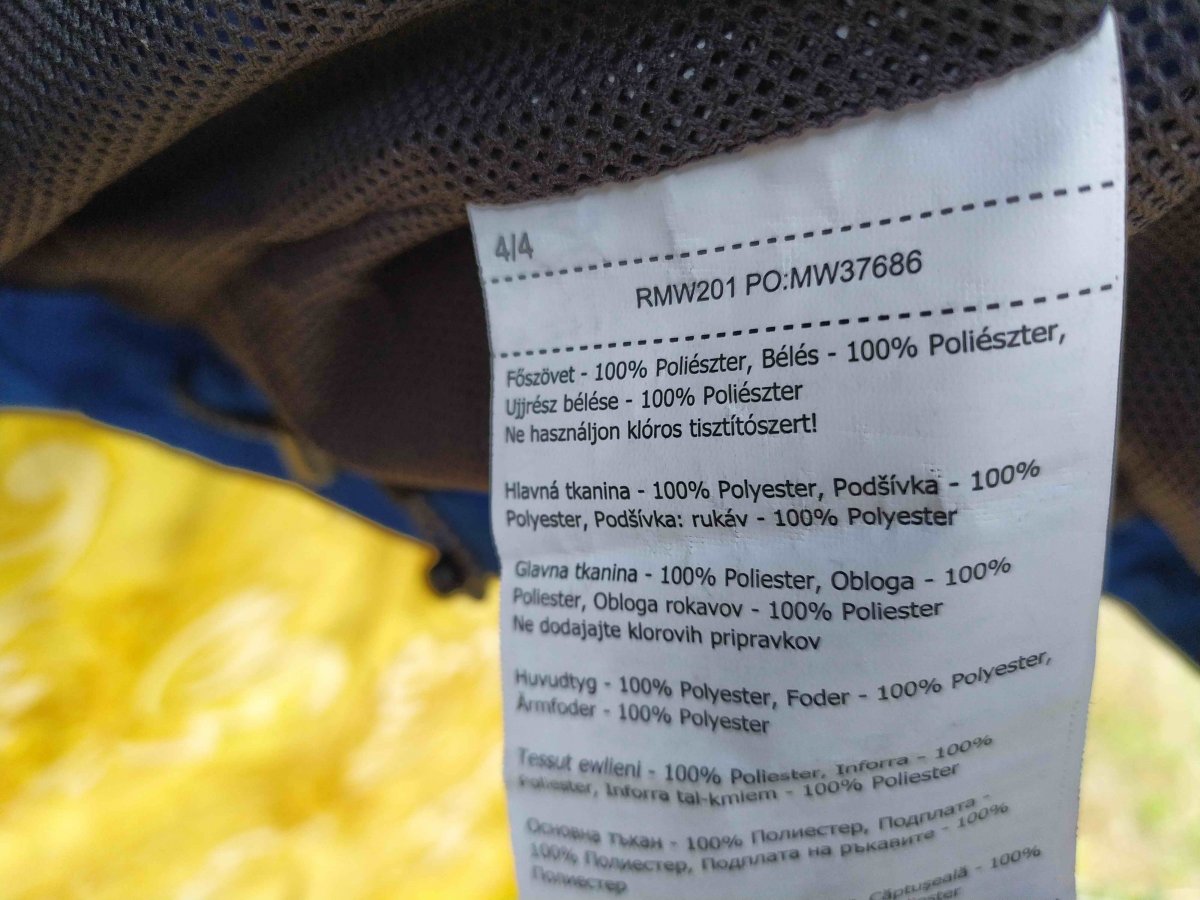 4/4
RMW201 PO:MW37686
Főszövet - 100% Poliészter, Bélés - 100% Poliészter,
Ujjrész bélése - 100% Poliészter
Ne használjon klóros tisztítószert!
Hlavná tkanina - 100% Polyester, Podšívka - 100%
Polyester, Podšívka: rukáv - 100% Polyester
Glavna tkanina - 100% Poliester, Obloga - 100%
Poliester, Obloga rokavov - 100% Poliester
Ne dodajajte klorovih pripravkov
Huvudtyg - 100% Polyester, Foder - 100% Polyester,
Ärmfoder - 100% Polyester
Tessut ewlieni - 100% Poliester, Inforra - 100%
Poliester, Inforra tal-kmiem - 100% Poliester
Основна тъкан - 100% Полиестер, Подплата -
100% Полиестер, Подплата на ръкавите - 100%
Полиестер
Căptuşeală - 100%